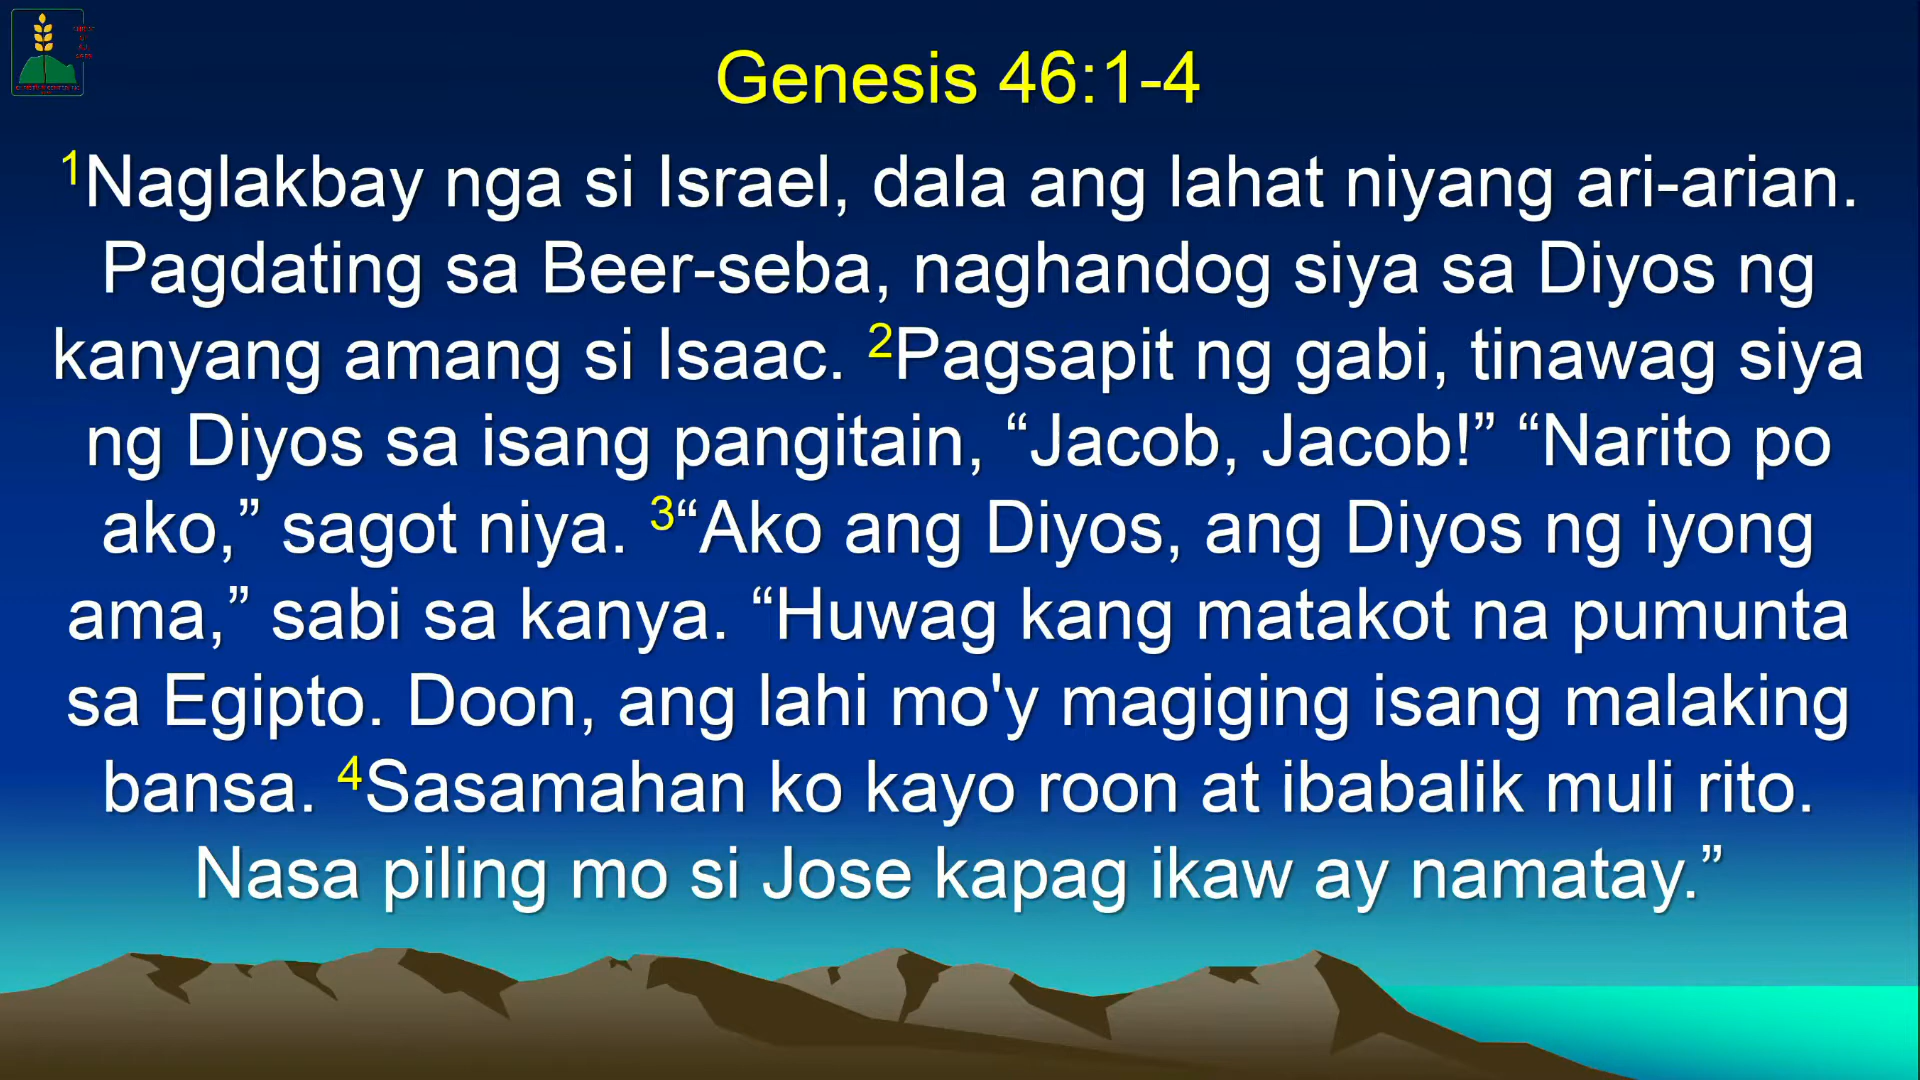 Genesis 46:1-4
1Naglakbay nga si Israel, dala ang lahat niyang ari-arian.
Pagdating sa Beer-seba, naghandog siya sa Diyos ng
kanyang amang si Isaac. 2Pagsapit ng gabi, tinawag siya
ng Diyos sa isang pangitain, “Jacob, Jacob!” “Narito po
ako,” sagot niya. 3“Ako ang Diyos, ang Diyos ng iyong
ama,” sabi sa kanya. “Huwag kang matakot na pumunta
sa Egipto. Doon, ang lahi mo'y magiging isang malaking
bansa. 4Sasamahan ko kayo roon at ibabalik muli rito.
Nasa piling mo si Jose kapag ikaw ay namatay.”